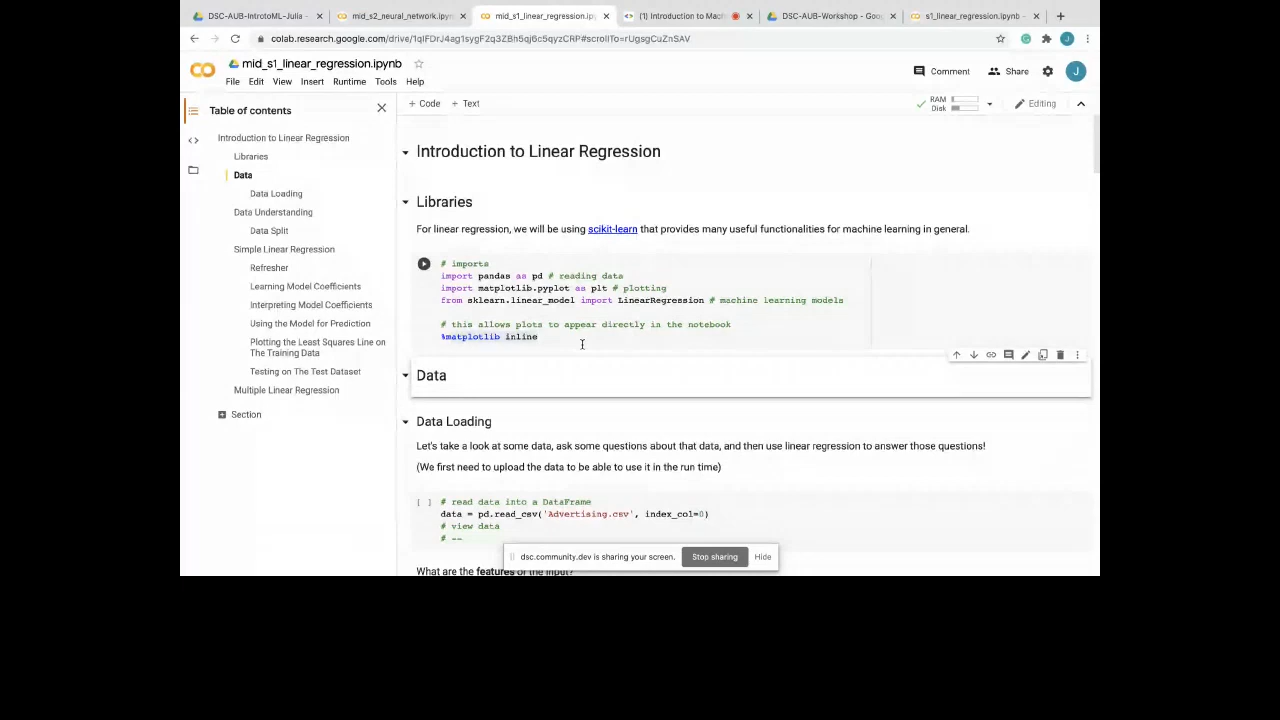 DSC-AUB-IntrotoML-Julia -
mid_s2_neural_network.ipynb
mid_s1_linear_regression.ipynb
(1) Introduction to Mach
DSC-AUB-Workshop - Goog
s1_linear_regression.ipynb -
colab.research.google.com/drive/1qIFDrJ4ag1sygF2q3ZBh5qj6c5qyzCRP#scrollTo=rUgsgCuZnSAV
mid_s1_linear_regression.ipynb
File Edit View Insert Runtime Tools Help
Comment
Share
J
Table of contents
+ Code + Text
RAM
Disk
Editing
Introduction to Linear Regression
Libraries
Data
Data Loading
Data Understanding
Data Split
Simple Linear Regression
Refresher
Learning Model Coefficients
Interpreting Model Coefficients
Using the Model for Prediction
Plotting the Least Squares Line on
The Training Data
Testing on The Test Dataset
Multiple Linear Regression
Section
Introduction to Linear Regression
Libraries
For linear regression, we will be using scikit-learn that provides many useful functionalities for machine learning in general.
# imports
import pandas as pd # reading data
import matplotlib.pyplot as plt # plotting
from sklearn.linear_model import LinearRegression # machine learning models
# this allows plots to appear directly in the notebook
%matplotlib inline
Data
Data Loading
Let's take a look at some data, ask some questions about that data, and then use linear regression to answer those questions!
(We first need to upload the data to be able to use it in the run time)
[ ] # read data into a DataFrame
data = pd.read_csv('Advertising.csv', index_col=0)
# view data
# --
dsc.community.dev is sharing your screen. Stop sharing Hide
What are the features or the input?